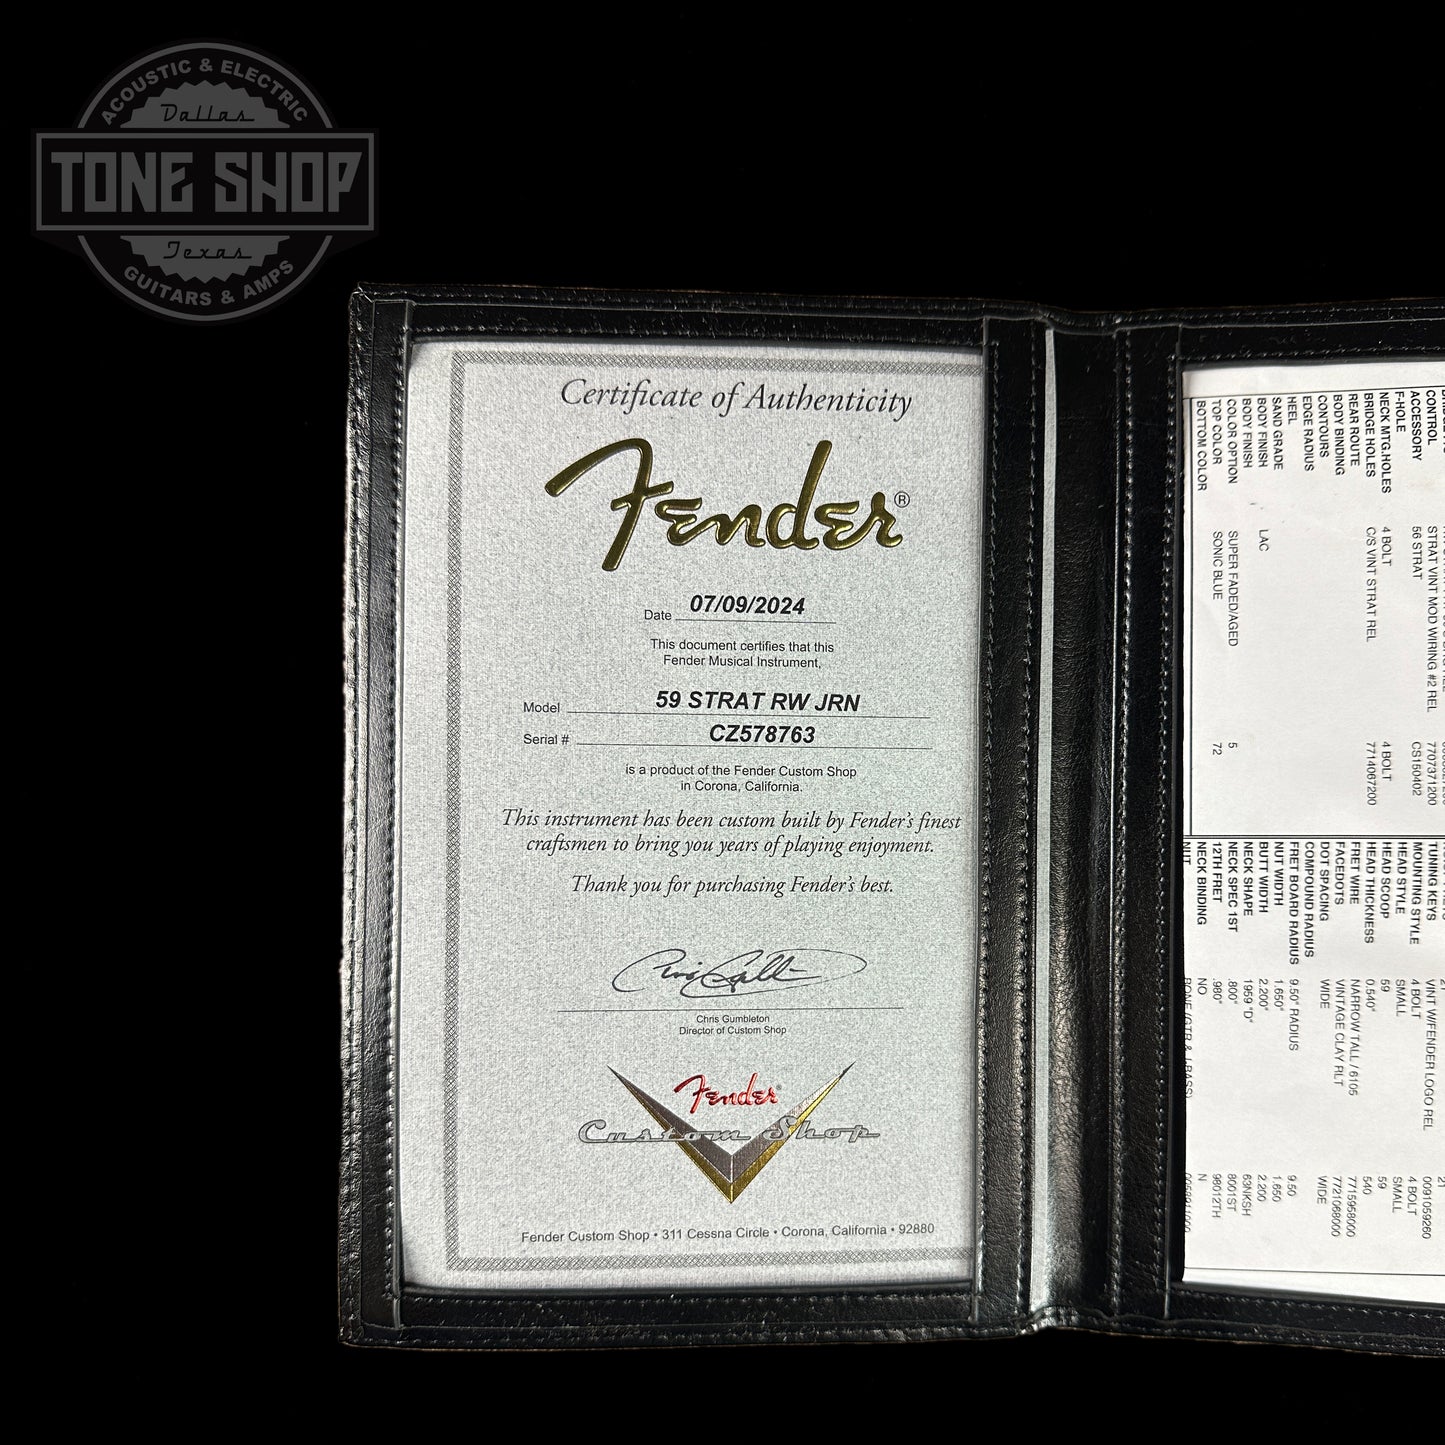 ACOUSTIC & ELECTRIC
Dallas
TONE SHOP
Texas
GUITARS & AMPS
Certificate of Authenticity
Fender®
Date 07/09/2024
This document certifies that this
Fender Musical Instrument,
Model 59 STRAT RW JRN
Serial # CZ578763
is a product of the Fender Custom Shop
in Corona, California.
This instrument has been custom built by Fender's finest
craftsmen to bring you years of playing enjoyment.
Thank you for purchasing Fender's best.
Chris Gumbleton
Director of Custom Shop
Fender®
Custom Shop
Fender Custom Shop • 311 Cessna Circle • Corona, California • 92880
CONTROL STRAT VINT MOD WIRING #2 REL 7707371200
ACCESSORY 56 STRAT CS150402
F-HOLE
NECK MTG.HOLES 4 BOLT 4 BOLT
BRIDGE HOLES C/S VINT STRAT REL 7714067200
REAR ROUTE
BODY BINDING
CONTOURS
EDGE RADIUS
HEEL
SAND GRADE
BODY FINISH LAC
BODY FINISH
COLOR OPTION SUPER FADED/AGED 5
TOP COLOR SONIC BLUE 72
BOTTOM COLOR
TUNING KEYS VINT W/FENDER LOGO REL 0091059260
MOUNTING STYLE 4 BOLT 4 BOLT
HEAD STYLE SMALL SMALL
HEAD SCOOP 59 59
HEAD THICKNESS 0.540" 540
FRET WIRE NARROW TALL / 6105 7715958000
FACEDOTS VINTAGE CLAY RLT 7721068000
DOT SPACING WIDE WIDE
COMPOUND RADIUS
FRET BOARD RADIUS 9.50" RADIUS 9.50
NUT WIDTH 1.650" 1.650
BUTT WIDTH 2.200" 2.200
NECK SHAPE 1959 "D" 63NKSH
NECK SPEC 1ST .800" 8001ST
12TH FRET .980" 98012TH
NECK BINDING NO N
NUT BONE (GTR & J-BASS)